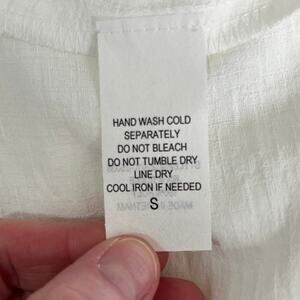 HAND WASH COLD
SEPARATELY
DO NOT BLEACH
DO NOT TUMBLE DRY
LINE DRY
COOL IRON IF NEEDED
S